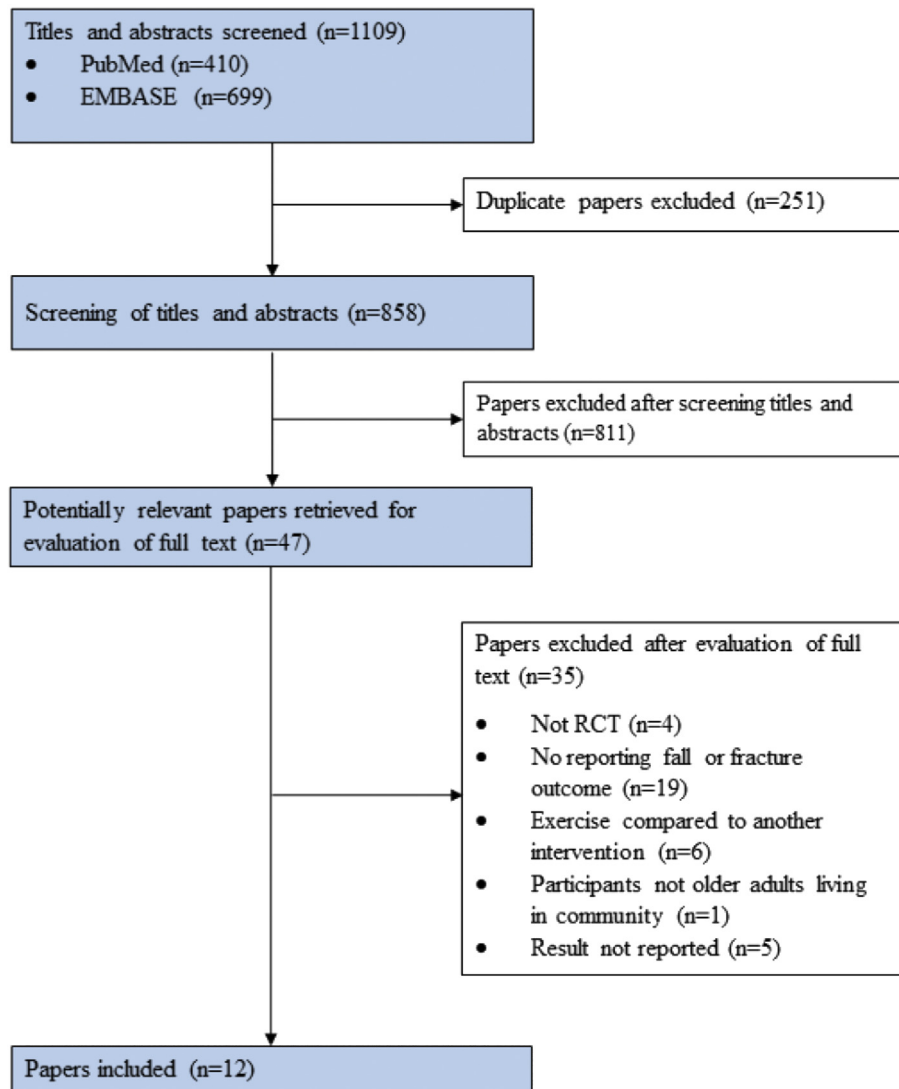 Titles and abstracts screened (n=1109)
• PubMed (n=410)
• EMBASE (n=699)
Duplicate papers excluded (n=251)
Screening of titles and abstracts (n=858)
Papers excluded after screening titles and
abstracts (n=811)
Potentially relevant papers retrieved for
evaluation of full text (n=47)
Papers excluded after evaluation of full
text (n=35)
• Not RCT (n=4)
• No reporting fall or fracture
outcome (n=19)
• Exercise compared to another
intervention (n=6)
• Participants not older adults living
in community (n=1)
• Result not reported (n=5)
Papers included (n=12)